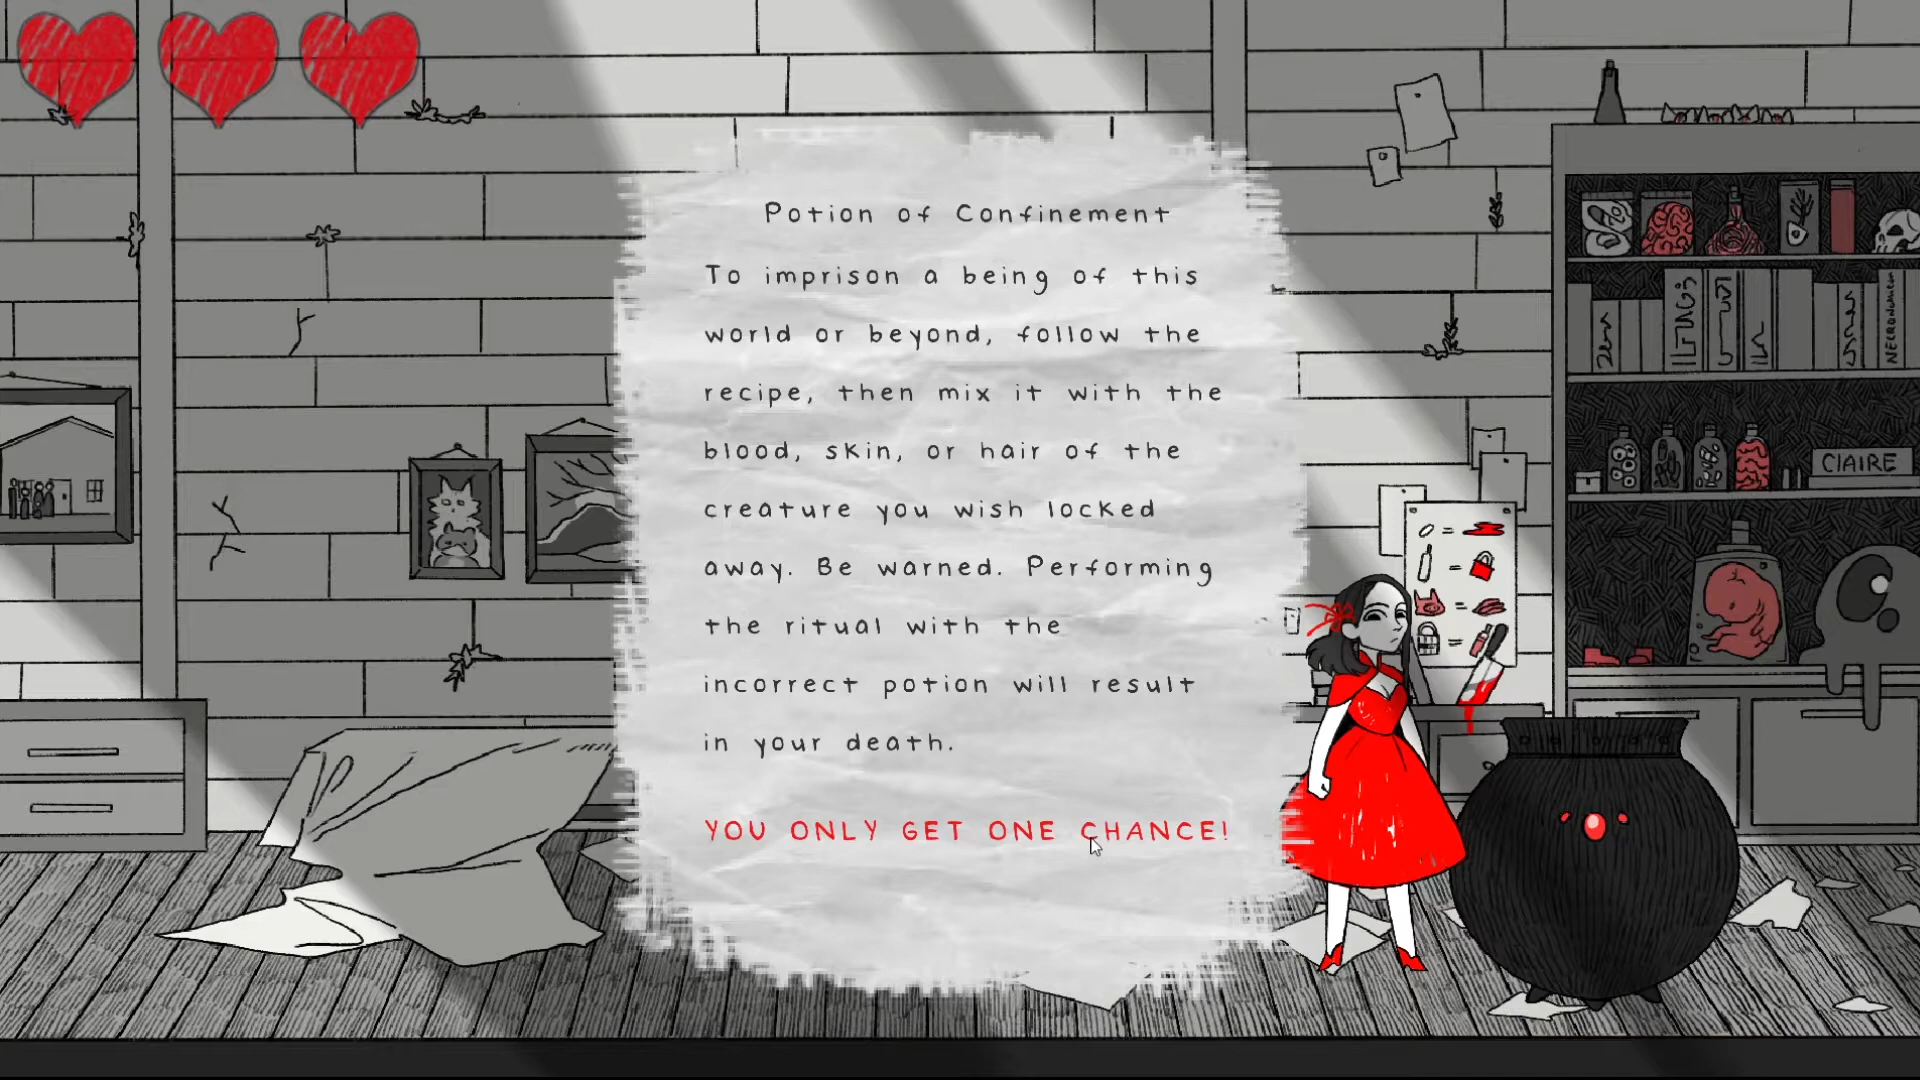 Potion of Confinement
To imprison a being of this
world or beyond, follow the
recipe, then mix it with the
blood, skin, or hair of the
creature you wish locked
away. Be warned. Performing
the ritual with the
incorrect potion will result
in your death.
YOU ONLY GET ONE CHANCE!
NECRONOMICON
CLAIRE